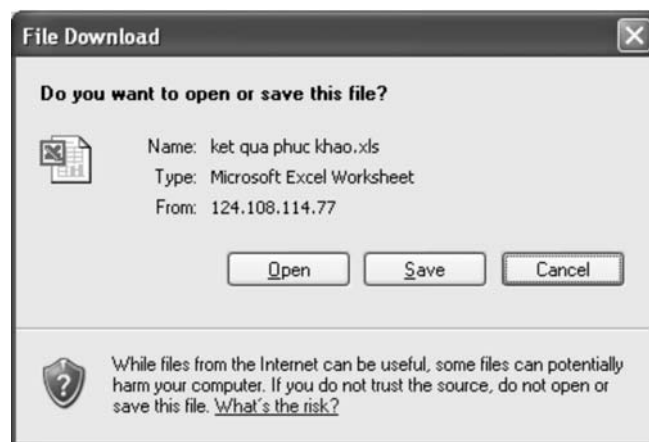 File Download
Do you want to open or save this file?
Name: ket qua phuc khao.xls
Type: Microsoft Excel Worksheet
From: 124.108.114.77
Open Save Cancel
While files from the Internet can be useful, some files can potentially
harm your computer. If you do not trust the source, do not open or
save this file. What's the risk?